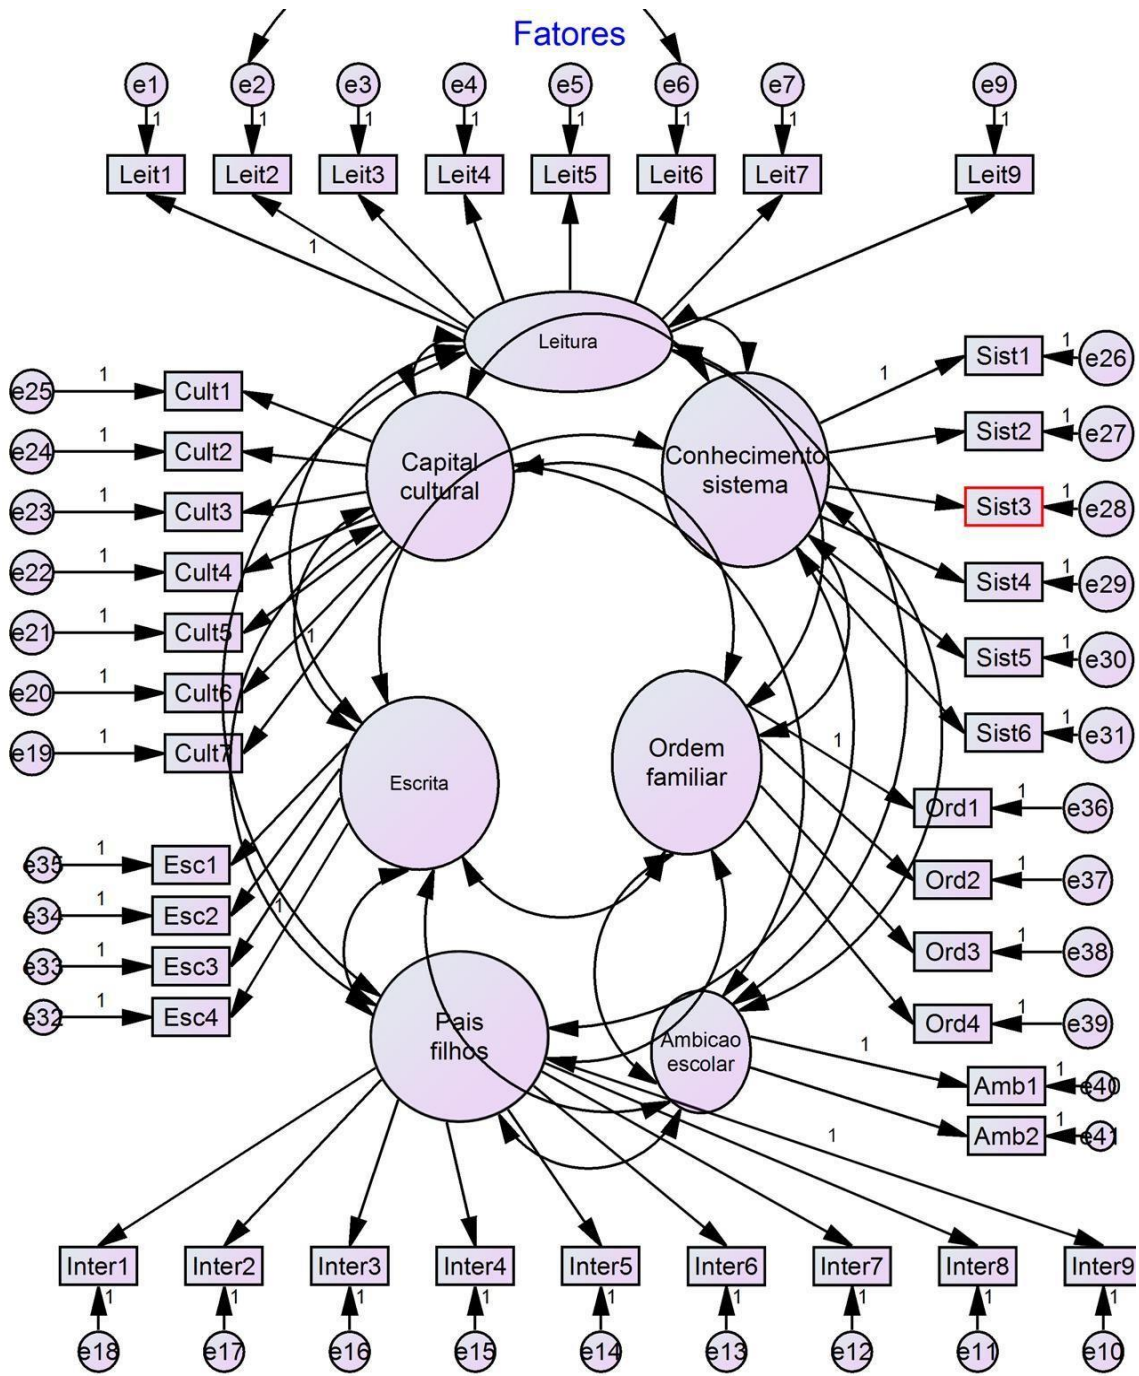 Fatores
e1 e2 e3 e4 e5 e6 e7 e9
1 1 1 1 1 1 1 1
Leit1 Leit2 Leit3 Leit4 Leit5 Leit6 Leit7 Leit9
1
Leitura
e25 1 Cult1
e24 1 Cult2
e23 1 Cult3
e22 1 Cult4
e21 1 Cult5
e20 1 Cult6
e19 1 Cult7
1
Capital
cultural
Conhecimento
sistema
1
Sist1 1 e26
Sist2 1 e27
Sist3 1 e28
Sist4 1 e29
Sist5 1 e30
Sist6 1 e31
Escrita
Ordem
familiar
1
Ord1 1 e36
Ord2 1 e37
Ord3 1 e38
Ord4 1 e39
e35 1 Esc1
e34 1 Esc2
e33 1 Esc3
e32 1 Esc4
1
Pais
filhos
Ambicao
escolar
1
Amb1 1 e40
Amb2 1 e41
1
Inter1 Inter2 Inter3 Inter4 Inter5 Inter6 Inter7 Inter8 Inter9
1 1 1 1 1 1 1 1 1
e18 e17 e16 e15 e14 e13 e12 e11 e10